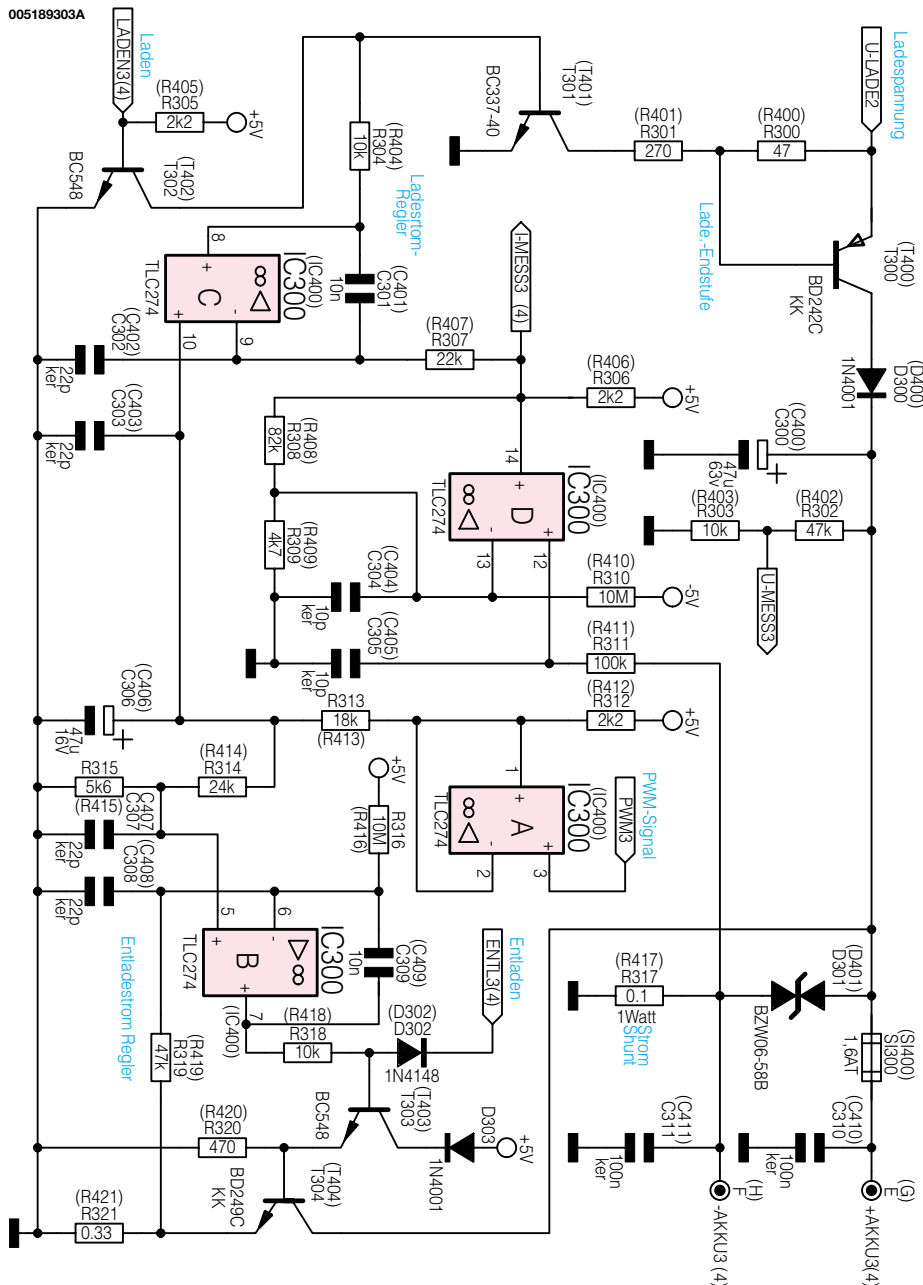 005189303A
Ladespannung
U-LADE2
(R400)
R300
47
(R401)
R301
270
(T400)
T300
BD242C
KK
(D400)
D300
1N4001
Lade.-Endstufe
(T401)
T301
BC337-40
(C400)
C300
47u
63v
+
(R402)
R302
47k
(R403)
R303
10k
U-MESS3
Laden
LADEN3(4)
(R405)
R305
2k2
+5V
(T402)
T302
BC548
(R404)
R304
10k
Ladesrtom-
Regler
(C401)
C301
10n
8
+
C
(IC400)
IC300
TLC274
-
9
+
10
(C402)
C302
22p
ker
(C403)
C303
22p
ker
I-MESS3 (4)
(R407)
R307
22k
(R406)
R306
2k2
+5V
(R408)
R308
82k
(R409)
R309
4k7
14
+
D
(IC400)
IC300
TLC274
-
13
+
12
(R410)
R310
10M
-5V
(C404)
C304
10p
ker
(C405)
C305
10p
ker
(R411)
R311
100k
(R412)
R312
2k2
+5V
R313
18k
(R413)
(C406)
C306
47u
16V
+
(R414)
R314
24k
R315
5k6
(R415)
1
+
A
(IC400)
IC300
TLC274
-
2
+
3
PWM-Signal
PWM3
+5V
R316
10M
(R416)
C407
C307
22p
ker
(C408)
C308
22p
ker
5
+
6
-
B
IC300
TLC274
+
7
(IC400)
(C409)
C309
10n
Entladen
ENTL3(4)
(D302)
D302
1N4148
(R418)
R318
10k
Entladestrom Regler
(R419)
R319
47k
(T403)
T303
BC548
D303
1N4001
+5V
(R420)
R320
470
(T404)
T304
BD249C
KK
(R421)
R321
0.33
(R417)
R317
0.1
1Watt
Strom
Shunt
(D401)
D301
BZW06-58B
(SI400)
SI300
1,6AT
(C410)
C310
100n
ker
(C411)
C311
100n
ker
(G)
E
+AKKU3(4)
(H)
F
-AKKU3 (4)